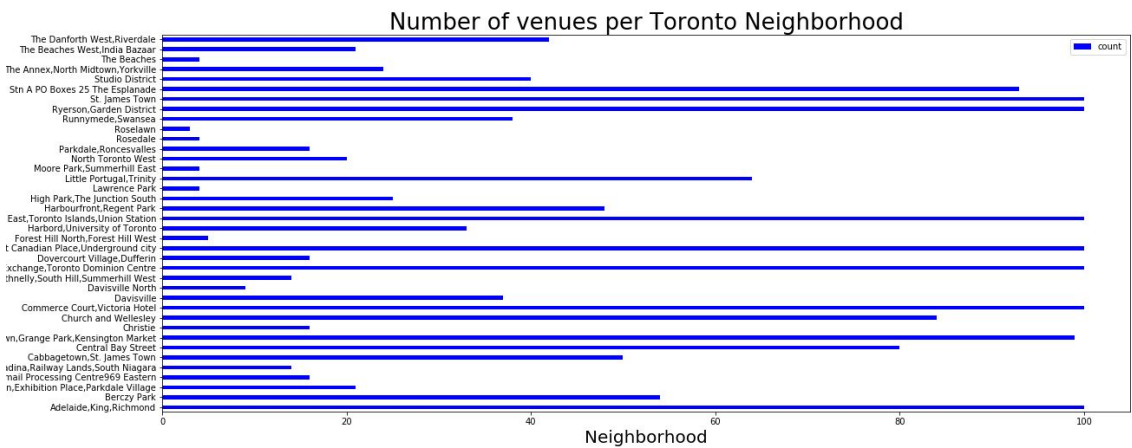 Number of venues per Toronto Neighborhood
count
The Danforth West,Riverdale
The Beaches West,India Bazaar
The Beaches
The Annex,North Midtown,Yorkville
Studio District
Stn A PO Boxes 25 The Esplanade
St. James Town
Ryerson,Garden District
Runnymede,Swansea
Roselawn
Rosedale
Parkdale,Roncesvalles
North Toronto West
Moore Park,Summerhill East
Little Portugal,Trinity
Lawrence Park
High Park,The Junction South
Harbourfront,Regent Park
East,Toronto Islands,Union Station
Harbord,University of Toronto
Forest Hill North,Forest Hill West
t Canadian Place,Underground city
Dovercourt Village,Dufferin
xchange,Toronto Dominion Centre
thnelly,South Hill,Summerhill West
Davisville North
Davisville
Commerce Court,Victoria Hotel
Church and Wellesley
Christie
wn,Grange Park,Kensington Market
Central Bay Street
Cabbagetown,St. James Town
adina,Railway Lands,South Niagara
mail Processing Centre969 Eastern
n,Exhibition Place,Parkdale Village
Berczy Park
Adelaide,King,Richmond
0 20 40 60 80 100
Neighborhood